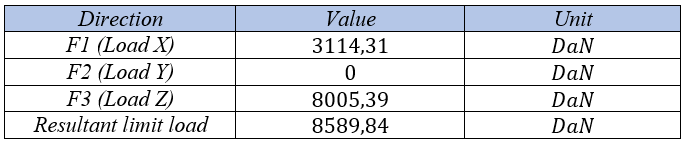 Direction Value Unit
F1 (Load X) 3114,31 DaN
F2 (Load Y) 0 DaN
F3 (Load Z) 8005,39 DaN
Resultant limit load 8589,84 DaN